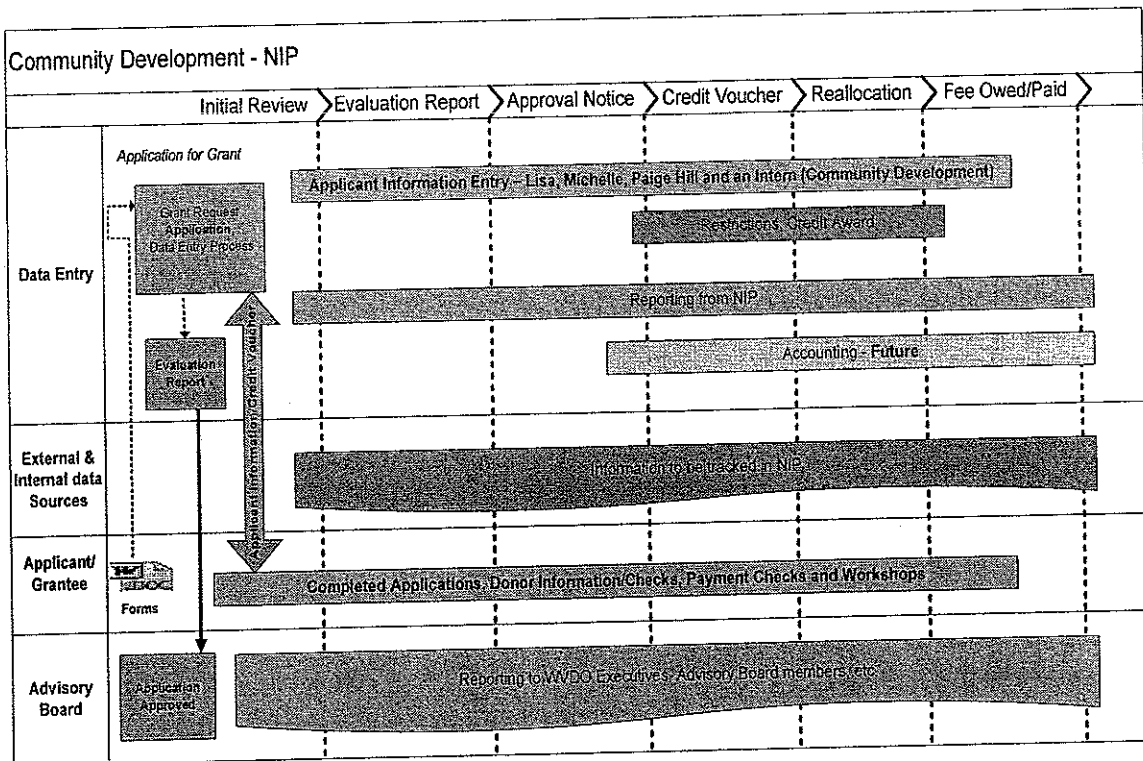 Community Development - NIP
Initial Review
Evaluation Report
Approval Notice
Credit Voucher
Reallocation
Fee Owed/Paid
Data Entry
Application for Grant
Grant Request
Application
Data Entry Process
Evaluation
Report
Applicant Information/Credit Voucher
Applicant Information Entry – Lisa, Michelle, Paige Hill and an Intern (Community Development)
Restrictions, Credit Award
Reporting from NIP
Accounting - Future
External &
Internal data
Sources
Information to be tracked in NIP
Applicant/
Grantee
DOC
Forms
Completed Applications, Donor Information/Checks, Payment Checks and Workshops
Advisory
Board
Application
Approved
Reporting to WVDO Executives, Advisory Board members, etc